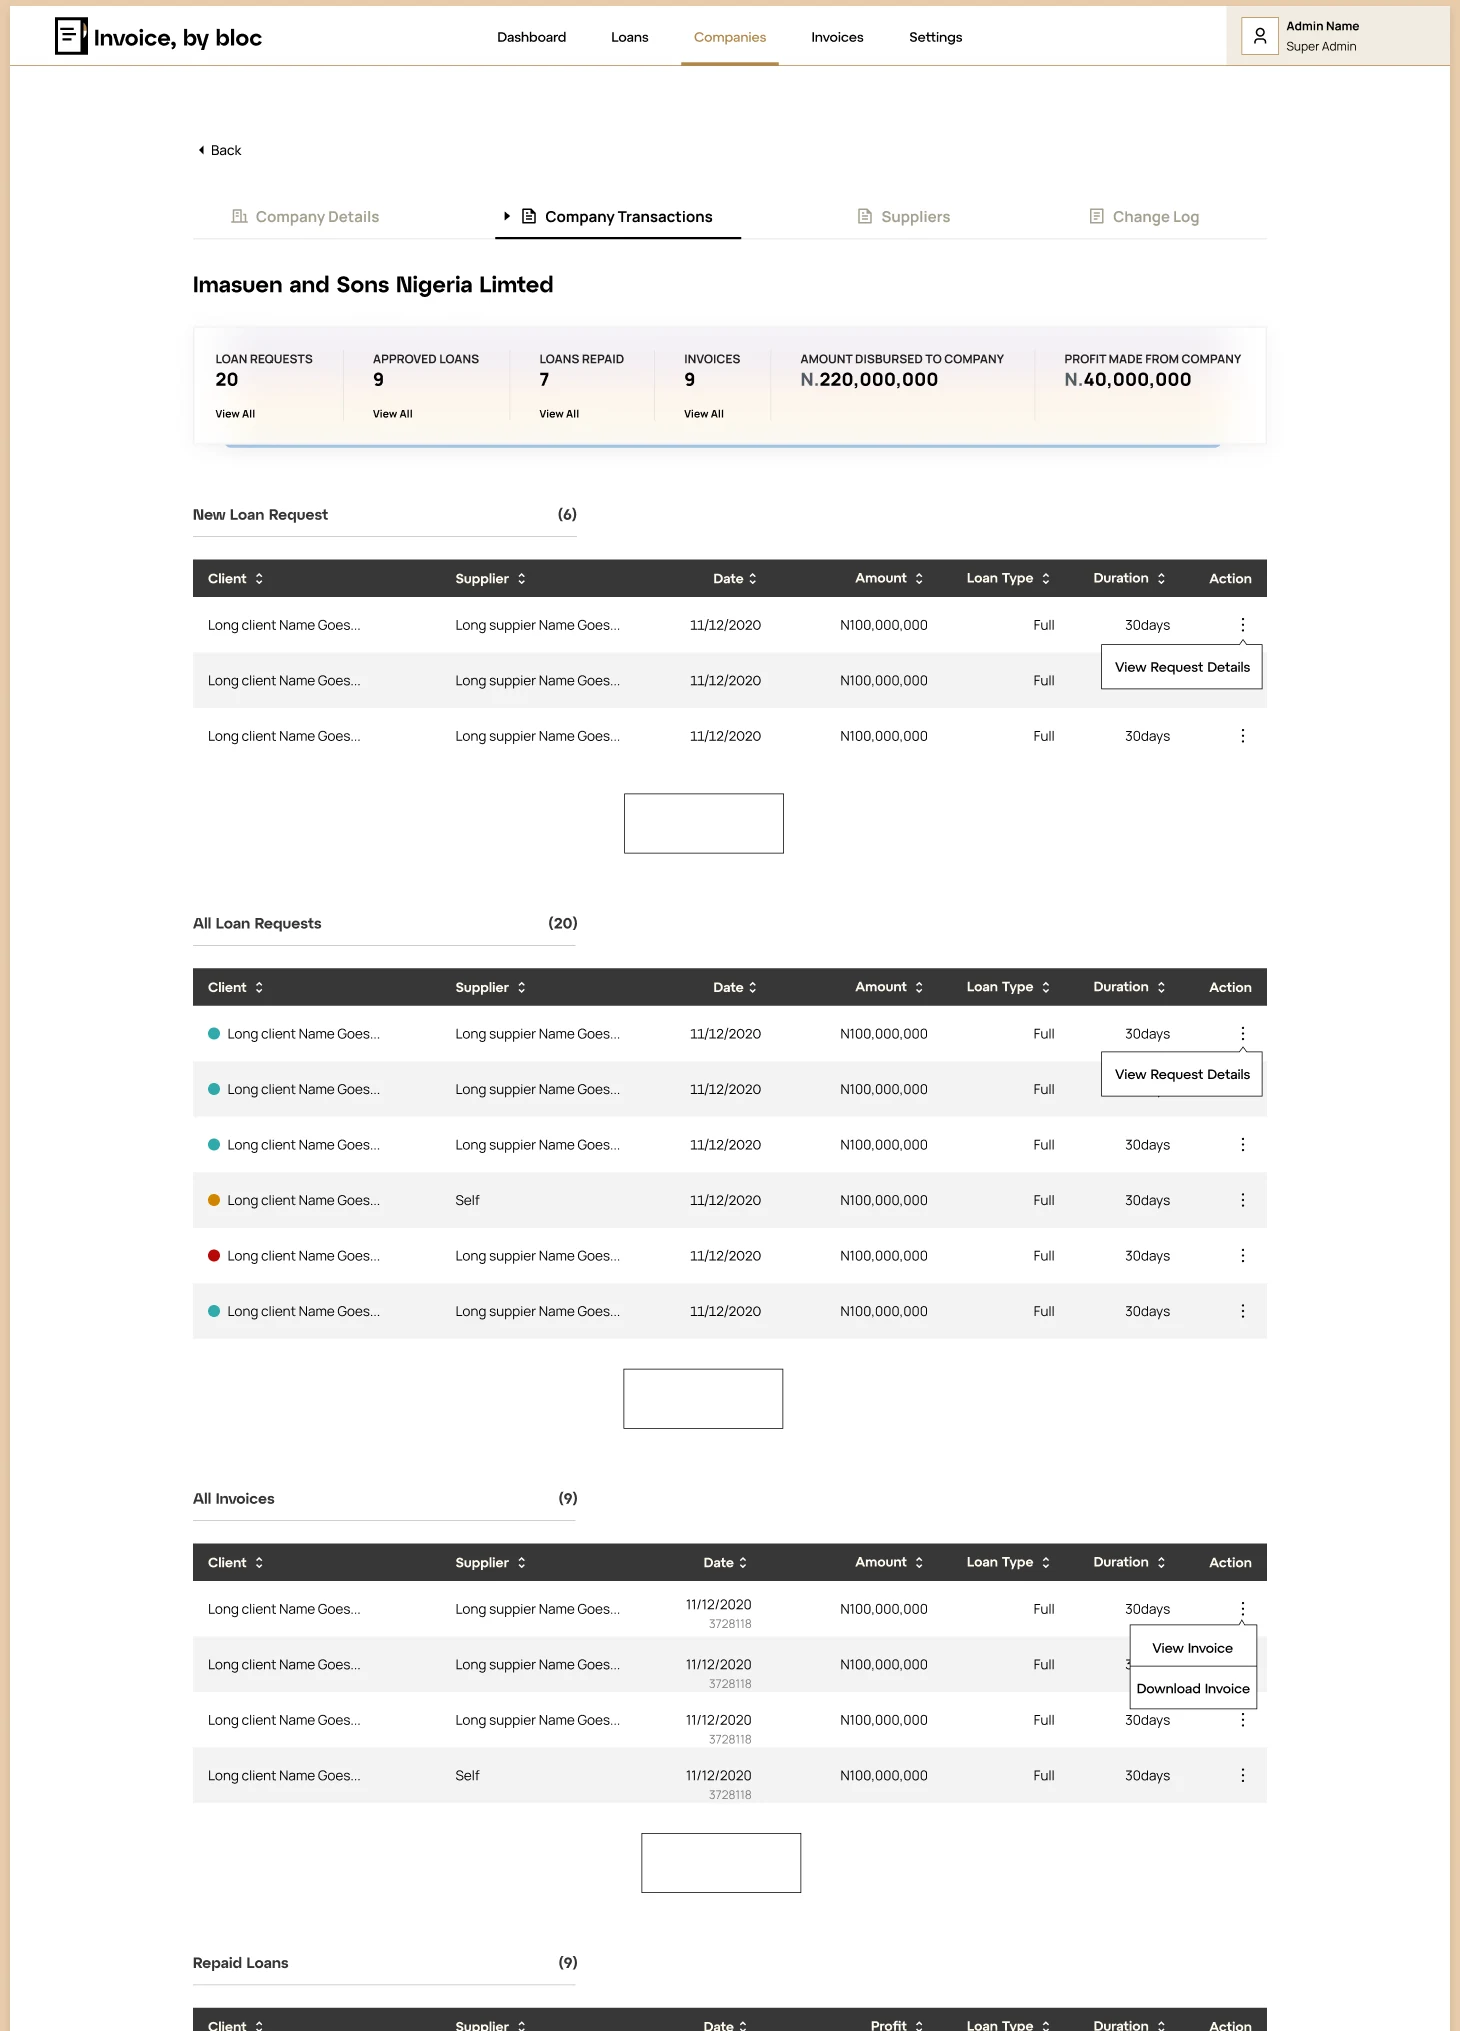 Invoice, by bloc
Dashboard Loans Companies Invoices Settings
Admin Name
Super Admin
Back
Company Details Company Transactions Suppliers Change Log
Imasuen and Sons Nigeria Limted
LOAN REQUESTS APPROVED LOANS LOANS REPAID INVOICES AMOUNT DISBURSED TO COMPANY PROFIT MADE FROM COMPANY
20 9 7 9 N.220,000,000 N.40,000,000
View All View All View All View All
New Loan Request (6)
Client Supplier Date Amount Loan Type Duration Action
Long client Name Goes... Long suppier Name Goes... 11/12/2020 N100,000,000 Full 30days
View Request Details
Long client Name Goes... Long suppier Name Goes... 11/12/2020 N100,000,000 Full
Long client Name Goes... Long suppier Name Goes... 11/12/2020 N100,000,000 Full 30days
All Loan Requests (20)
Client Supplier Date Amount Loan Type Duration Action
Long client Name Goes... Long suppier Name Goes... 11/12/2020 N100,000,000 Full 30days
View Request Details
Long client Name Goes... Long suppier Name Goes... 11/12/2020 N100,000,000 Full
Long client Name Goes... Long suppier Name Goes... 11/12/2020 N100,000,000 Full 30days
Long client Name Goes... Self 11/12/2020 N100,000,000 Full 30days
Long client Name Goes... Long suppier Name Goes... 11/12/2020 N100,000,000 Full 30days
Long client Name Goes... Long suppier Name Goes... 11/12/2020 N100,000,000 Full 30days
All Invoices (9)
Client Supplier Date Amount Loan Type Duration Action
Long client Name Goes... Long suppier Name Goes... 11/12/2020 N100,000,000 Full 30days
3728118
View Invoice
Long client Name Goes... Long suppier Name Goes... 11/12/2020 N100,000,000 Full
3728118
Download Invoice
Long client Name Goes... Long suppier Name Goes... 11/12/2020 N100,000,000 Full 30days
3728118
Long client Name Goes... Self 11/12/2020 N100,000,000 Full 30days
3728118
Repaid Loans (9)
Client Supplier Date Profit Loan Type Duration Action